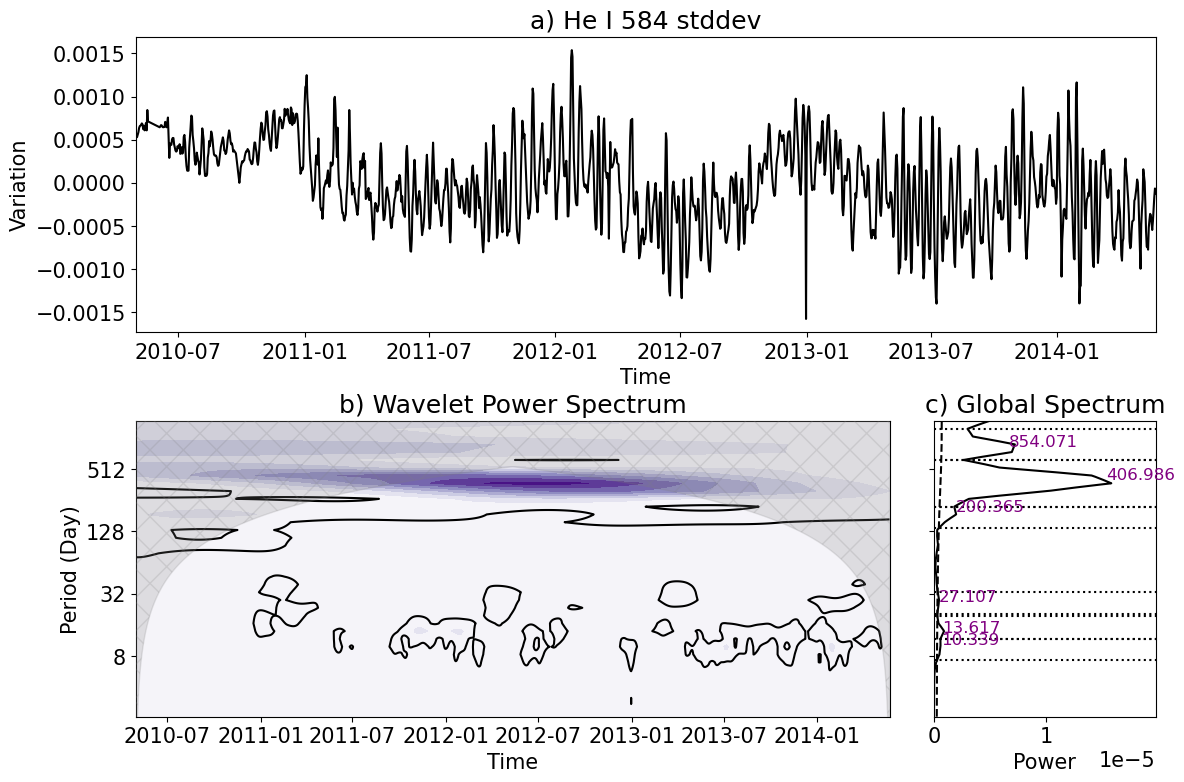 a) He I 584 stddev
Variation
0.0015
0.0010
0.0005
0.0000
−0.0005
−0.0010
−0.0015
2010-07 2011-01 2011-07 2012-01 2012-07 2013-01 2013-07 2014-01
Time
b) Wavelet Power Spectrum
Period (Day)
512
128
32
8
2010-07 2011-01 2011-07 2012-01 2012-07 2013-01 2013-07 2014-01
Time
c) Global Spectrum
854.071
406.986
200.365
27.107
13.617
10.339
0 1
Power 1e−5